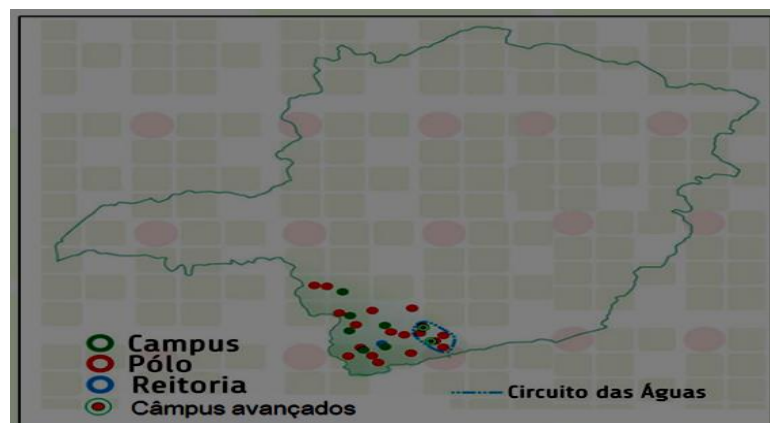 Campus
Pólo
Reitoria
Câmpus avançados
Circuito das Águas